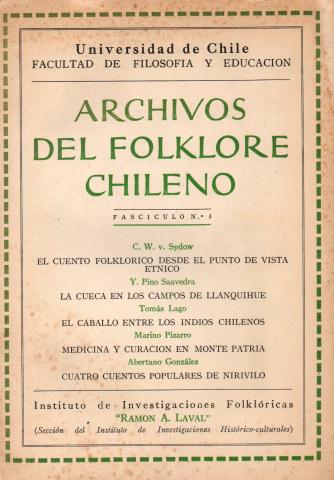 Universidad de Chile
FACULTAD DE FILOSOFIA Y EDUCACION
ARCHIVOS
DEL FOLKLORE
CHILENO
FASCICULO N.º 3
C. W. v. Sydow
EL CUENTO FOLKLORICO DESDE EL PUNTO DE VISTA
ETNICO
Y. Pino Saavedra
LA CUECA EN LOS CAMPOS DE LLANQUIHUE
Tomás Lago
EL CABALLO ENTRE LOS INDIOS CHILENOS
Marino Pizarro
MEDICINA Y CURACION EN MONTE PATRIA
Abertano González
CUATRO CUENTOS POPULARES DE NIRIVILO
Instituto de Investigaciones Folklóricas
"RAMON A. LAVAL"
(Sección del Instituto de Investigaciones Histórico-culturales)